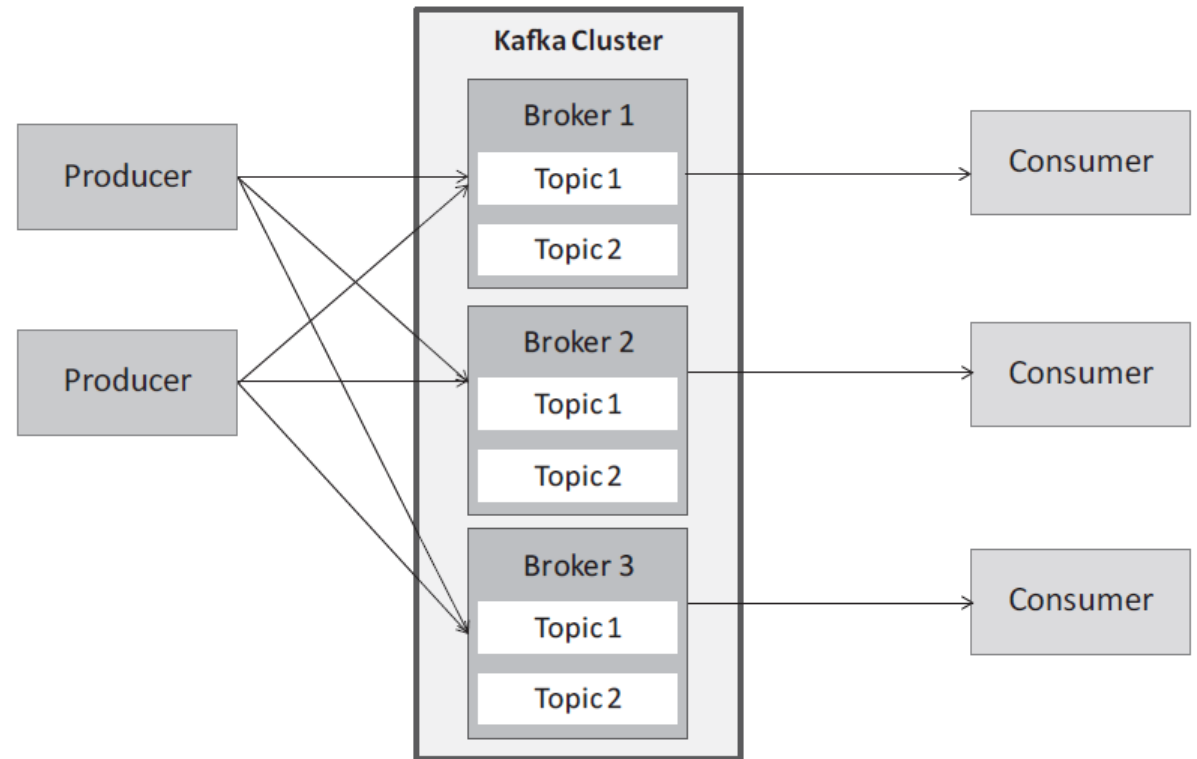 Kafka Cluster
Producer
Producer
Broker 1
Topic 1
Topic 2
Broker 2
Topic 1
Topic 2
Broker 3
Topic 1
Topic 2
Consumer
Consumer
Consumer